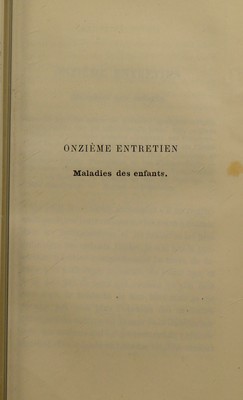 ONZIÈME ENTRETIEN
Maladies des enfants.